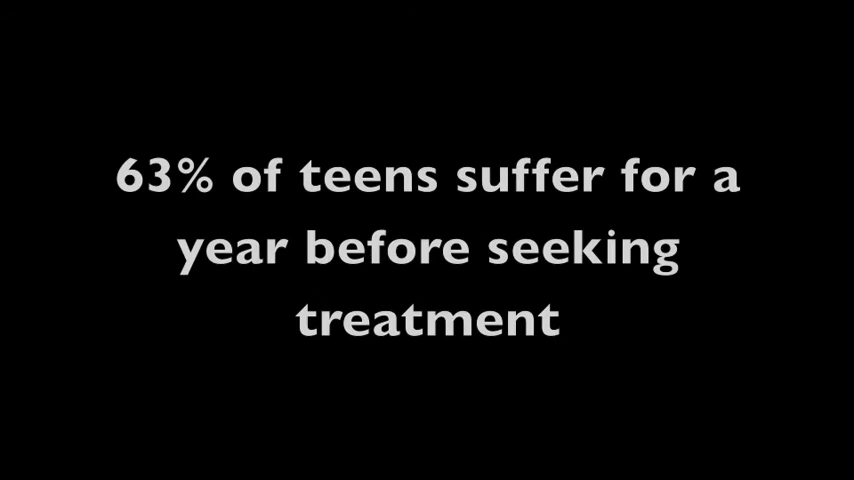 63% of teens suffer for a
year before seeking
treatment